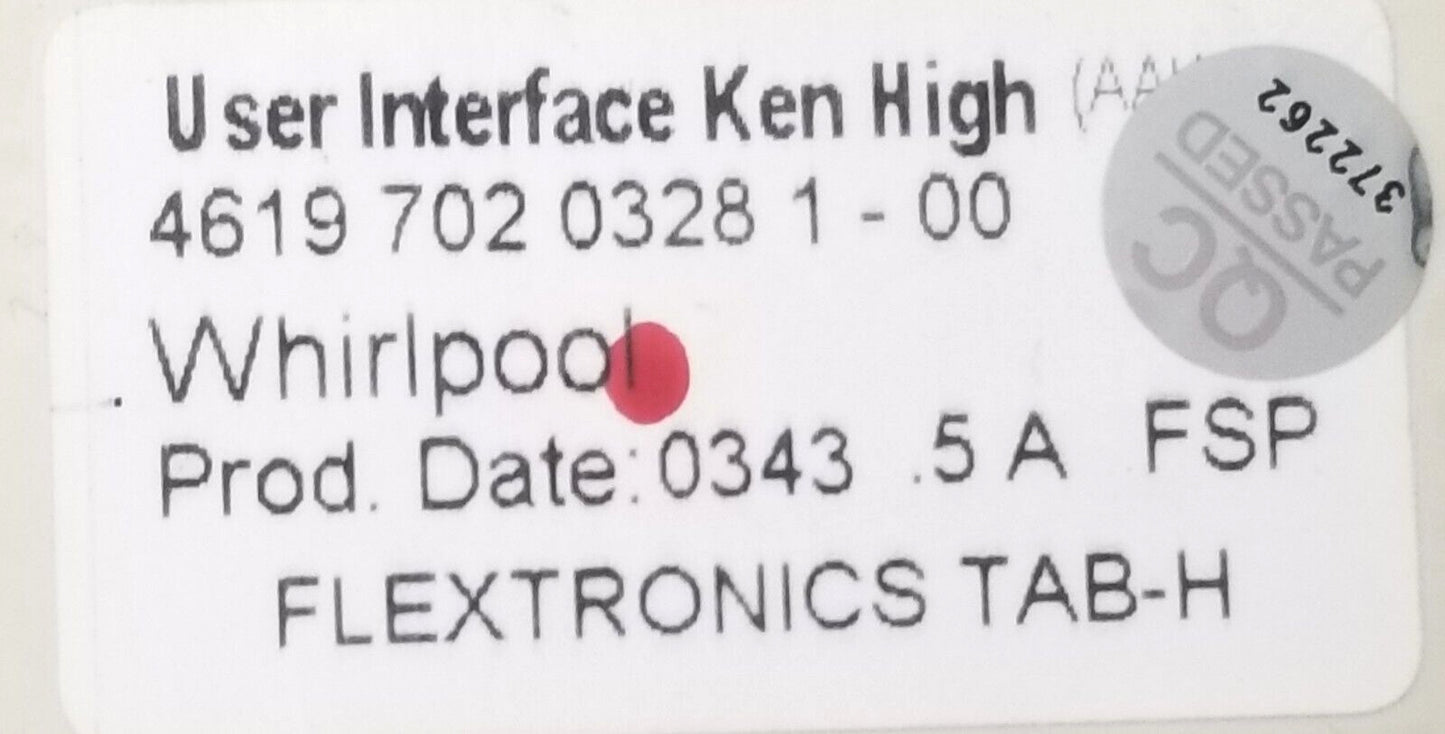 User Interface Ken High
4619 702 0328 1 - 00
Whirlpool
Prod. Date:0343 .5 A FSP
FLEXTRONICS TAB-H
QC
PASSED
372262